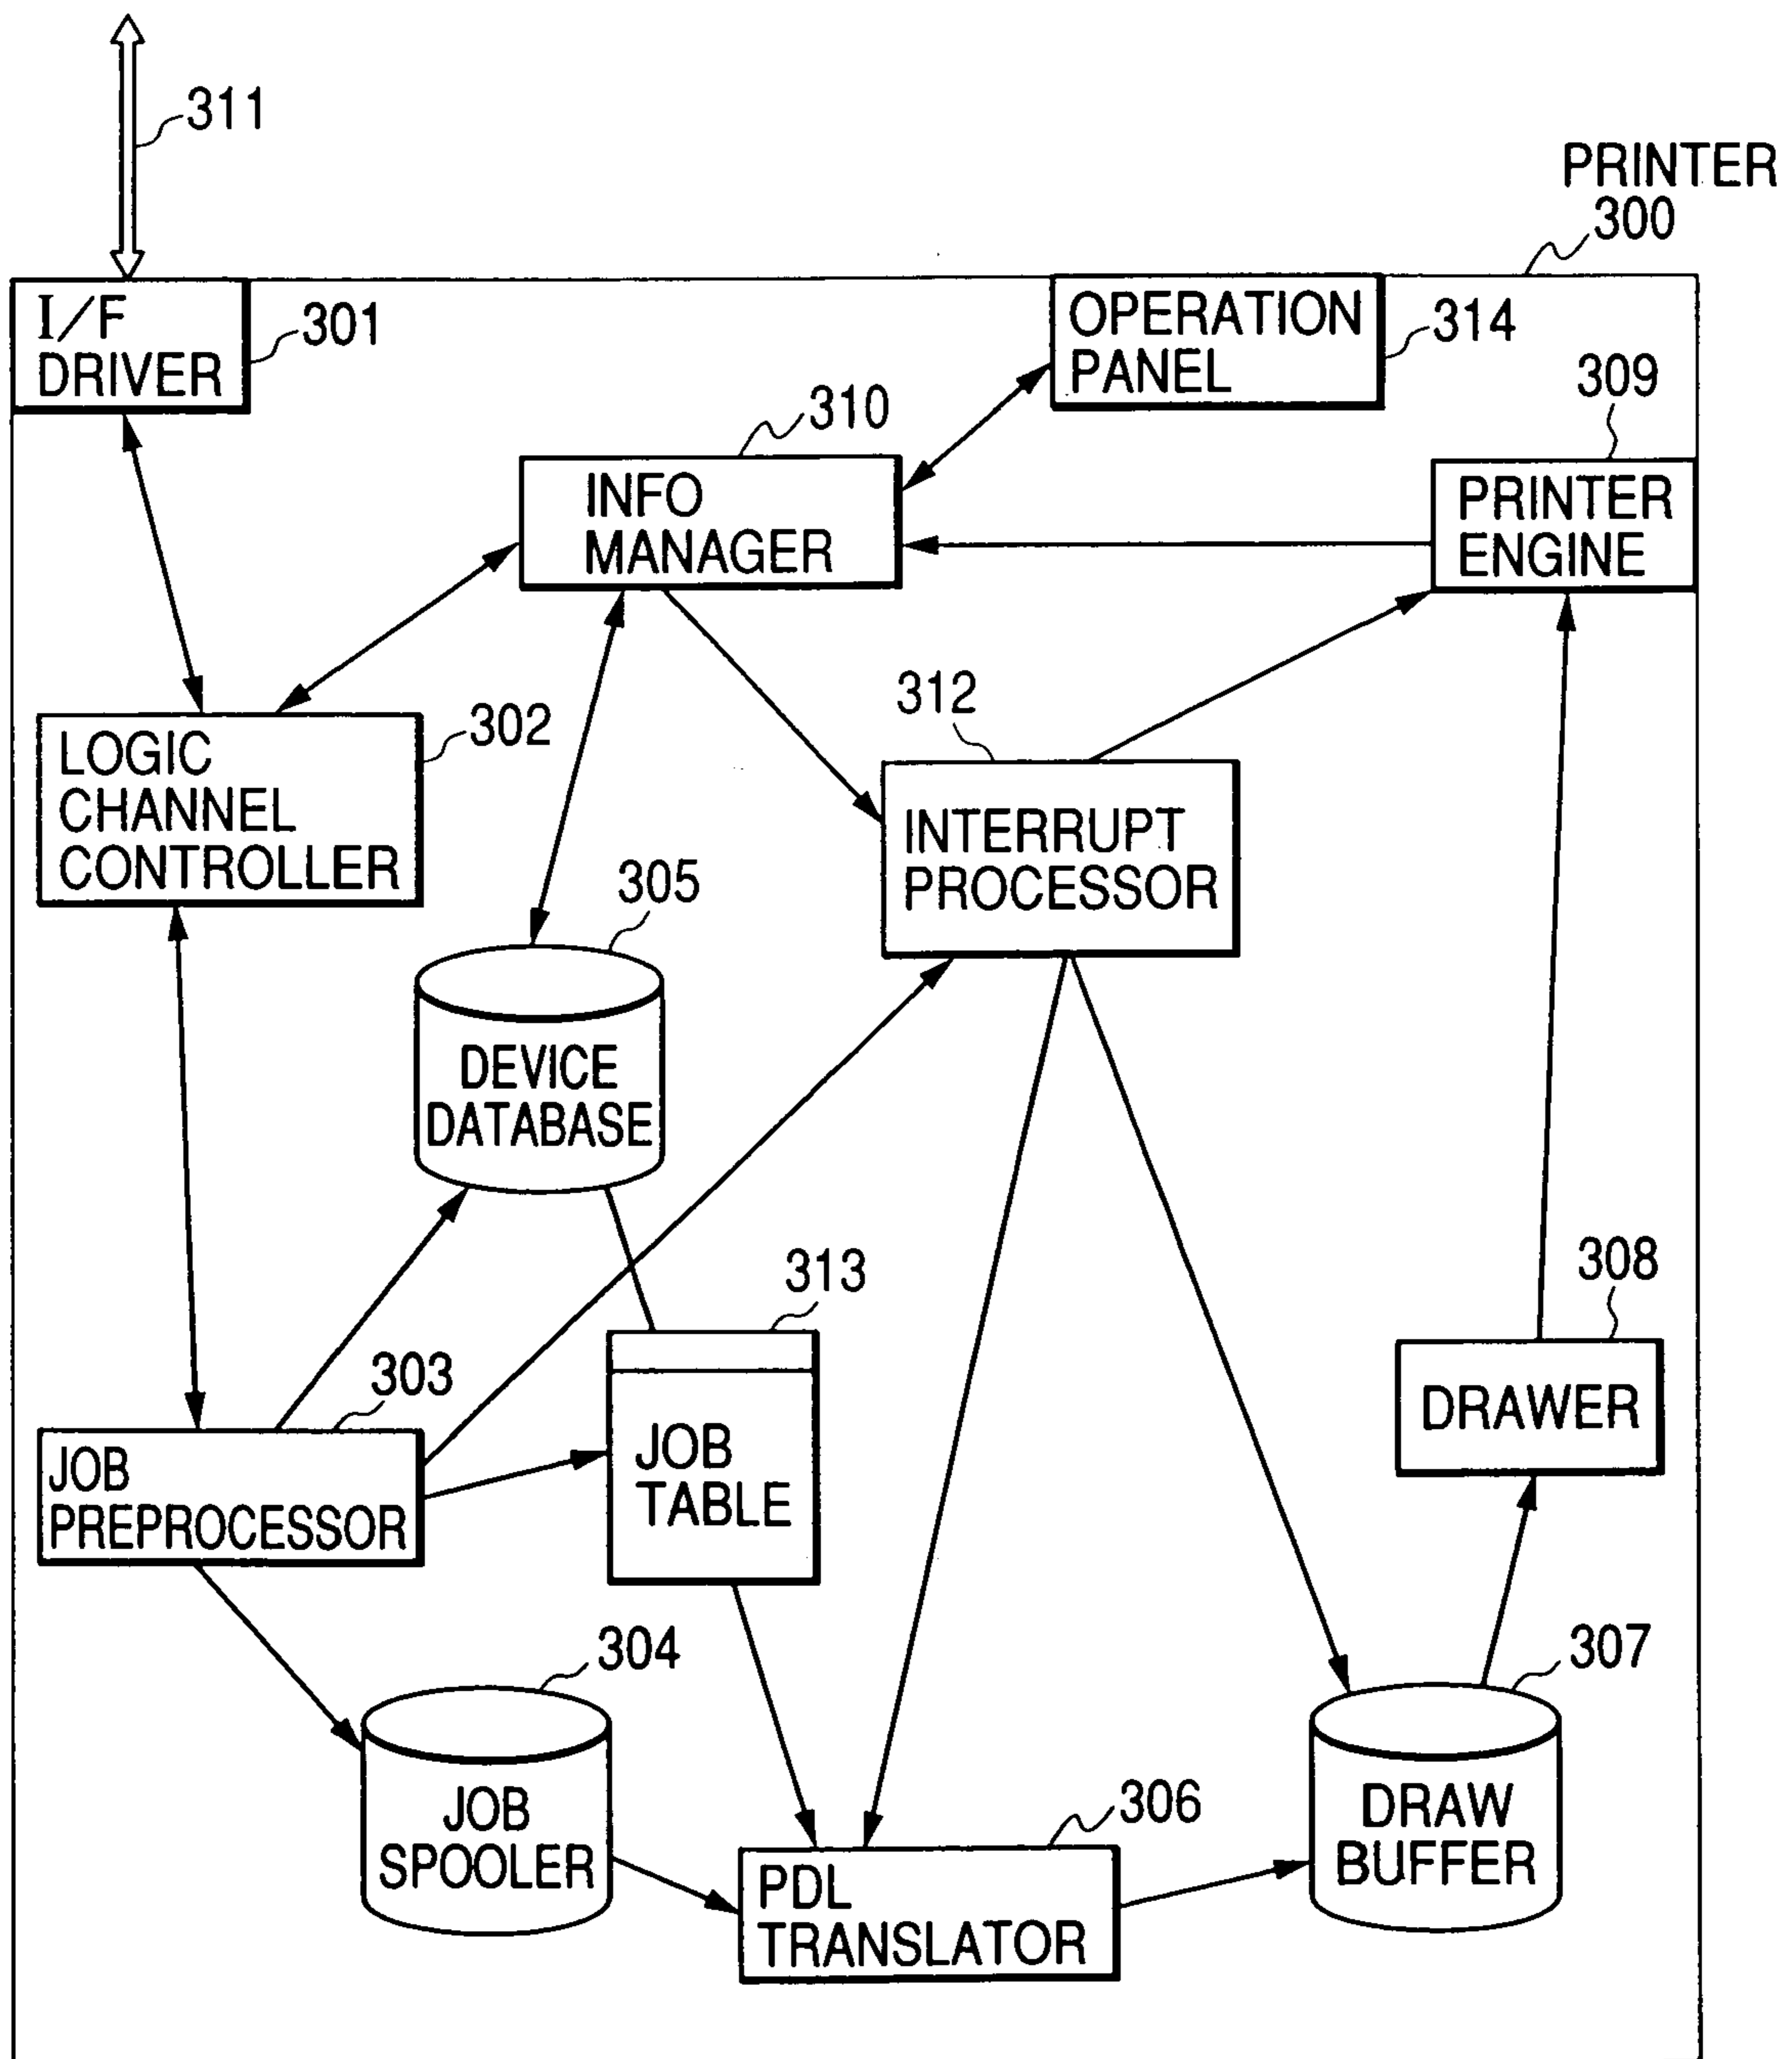 311
PRINTER
300
I/F
DRIVER
301
OPERATION
PANEL
314
309
310
INFO
MANAGER
PRINTER
ENGINE
312
LOGIC
CHANNEL
CONTROLLER
302
INTERRUPT
PROCESSOR
305
DEVICE
DATABASE
313
308
303
JOB
PREPROCESSOR
JOB
TABLE
DRAWER
304
307
JOB
SPOOLER
306
PDL
TRANSLATOR
DRAW
BUFFER